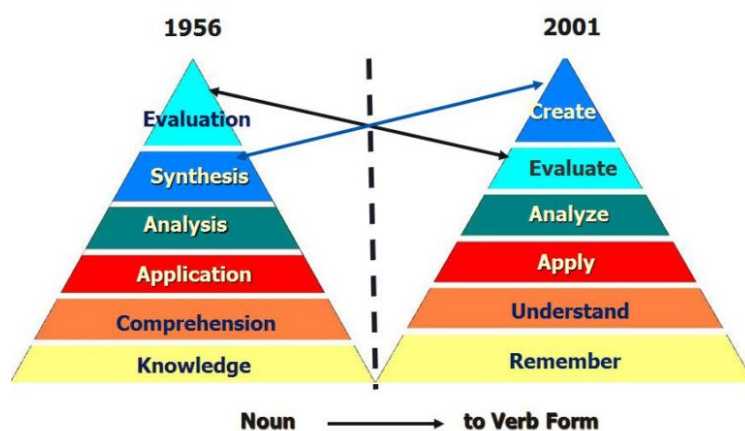 1956
Evaluation
Synthesis
Analysis
Application
Comprehension
Knowledge
2001
Create
Evaluate
Analyze
Apply
Understand
Remember
Noun to Verb Form